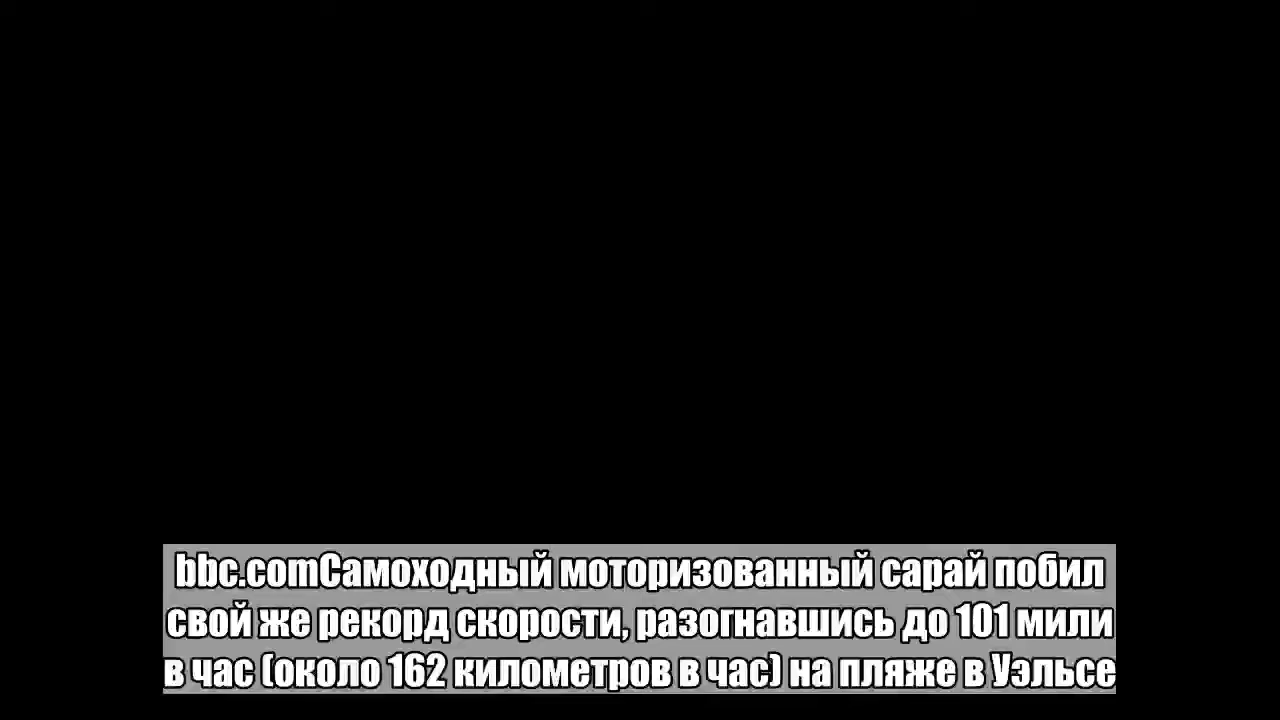 bbc.comСамоходный моторизованный сарай побил
свой же рекорд скорости, разогнавшись до 101 мили
в час (около 162 километров в час) на пляже в Уэльсе